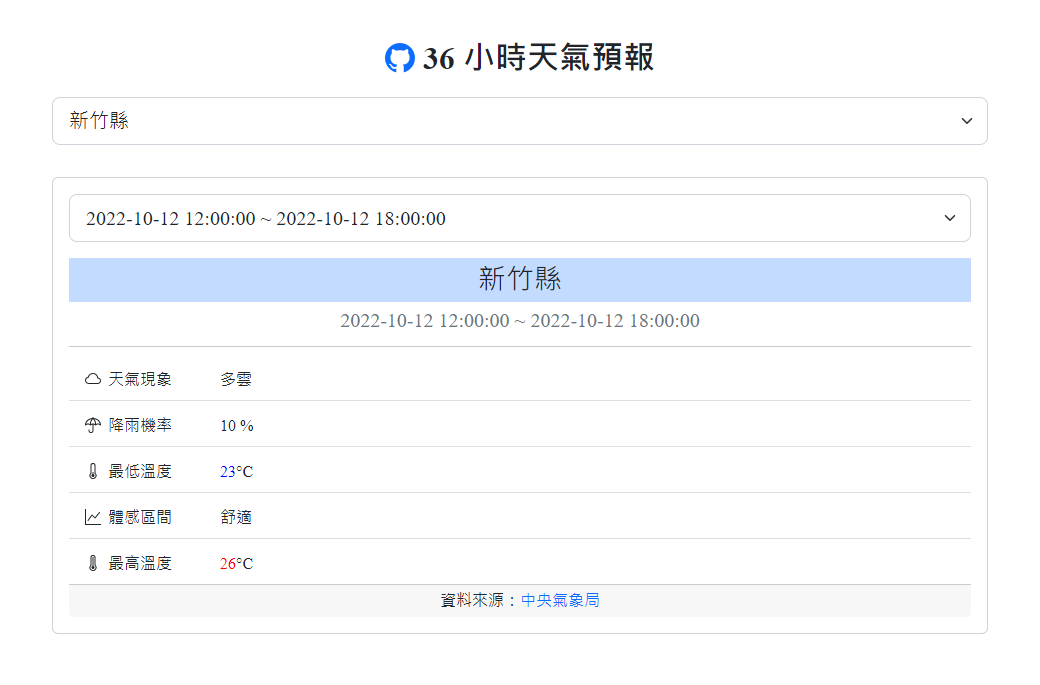 36 小時天氣預報
新竹縣
2022-10-12 12:00:00 ~ 2022-10-12 18:00:00
新竹縣
2022-10-12 12:00:00 ~ 2022-10-12 18:00:00
天氣現象 多雲
降雨機率 10 %
最低溫度 23°C
體感區間 舒適
最高溫度 26°C
資料來源：中央氣象局